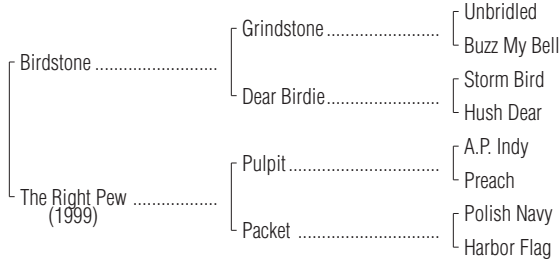 Unbridled
Grindstone ........................
Buzz My Bell
Birdstone ..........................
Storm Bird
Dear Birdie ........................
Hush Dear
A.P. Indy
Pulpit ................................
Preach
The Right Pew ..................
(1999)
Polish Navy
Packet ..............................
Harbor Flag